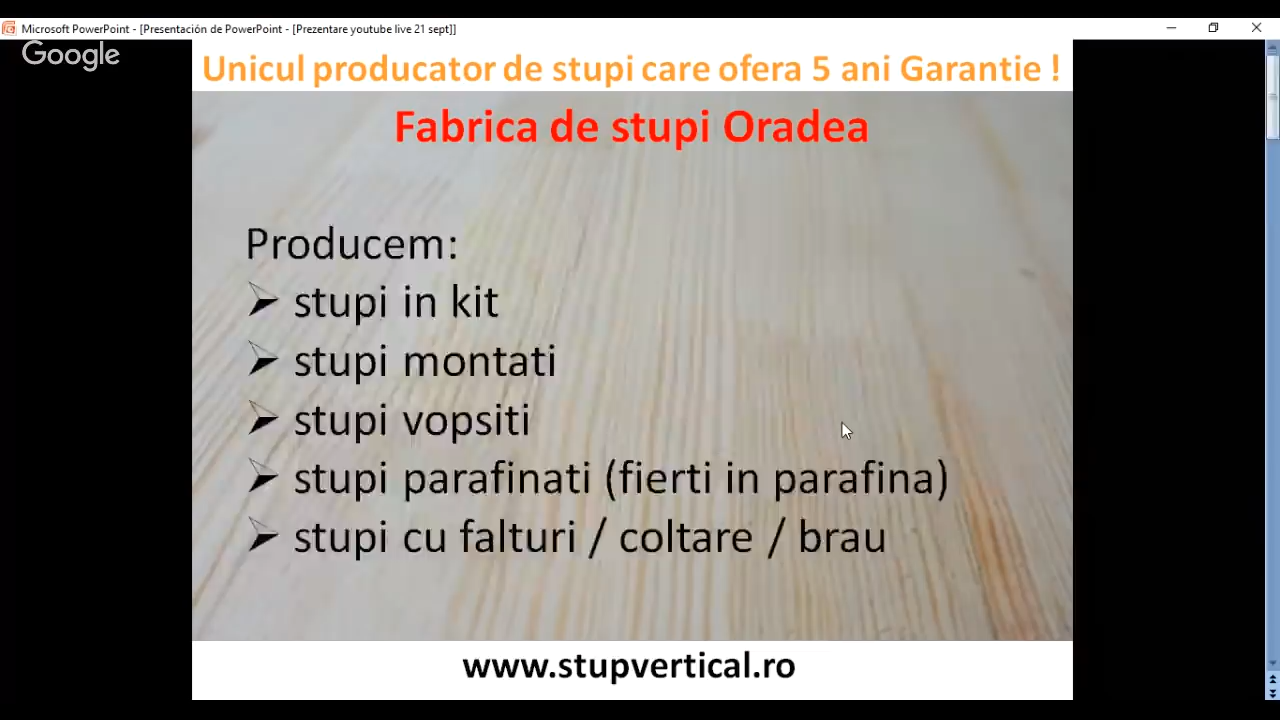 Microsoft PowerPoint - [Presentación de PowerPoint - [Prezentare youtube live 21 sept]]
Google
Unicul producator de stupi care ofera 5 ani Garantie !
Fabrica de stupi Oradea
Producem:
stupi in kit
stupi montati
stupi vopsiti
stupi parafinati (fierti in parafina)
stupi cu falturi / coltare / brau
www.stupvertical.ro